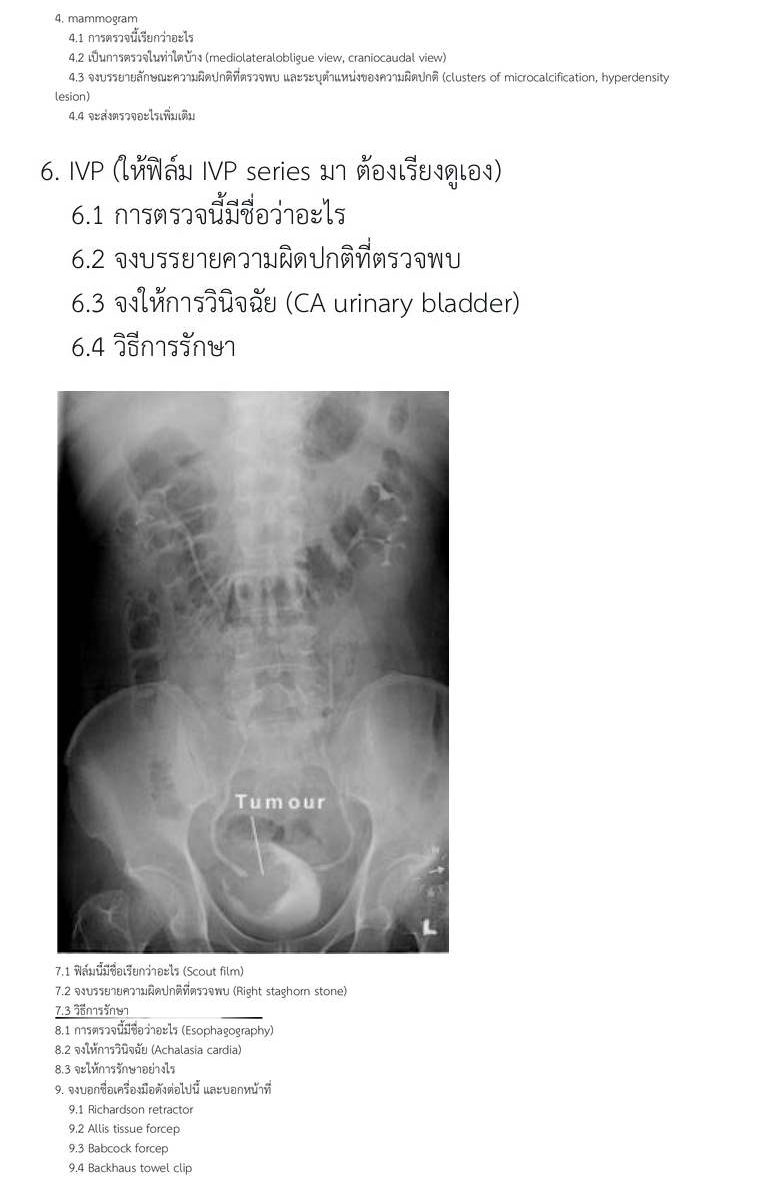 4. mammogram
4.1 การตรวจนี้เรียกว่าอะไร
4.2 เป็นการตรวจในท่าใดบ้าง (mediolateralobligue view, craniocaudal view)
4.3 จงบรรยายลักษณะความผิดปกติที่ตรวจพบ และระบุตำแหน่งของความผิดปกติ (clusters of microcalcification, hyperdensity
lesion)
4.4 จะส่งตรวจอะไรเพิ่มเติม
6. IVP (ให้ฟิล์ม IVP series มา ต้องเรียงดูเอง)
6.1 การตรวจนี้มีชื่อว่าอะไร
6.2 จงบรรยายความผิดปกติที่ตรวจพบ
6.3 จงให้การวินิจฉัย (CA urinary bladder)
6.4 วิธีการรักษา
Tumour
L
7.1 ฟิล์มนี้มีชื่อเรียกว่าอะไร (Scout film)
7.2 จงบรรยายความผิดปกติที่ตรวจพบ (Right staghorn stone)
7.3 วิธีการรักษา
8.1 การตรวจนี้มีชื่อว่าอะไร (Esophagography)
8.2 จงให้การวินิจฉัย (Achalasia cardia)
8.3 จะให้การรักษาอย่างไร
9. จงบอกชื่อเครื่องมือดังต่อไปนี้ และบอกหน้าที่
9.1 Richardson retractor
9.2 Allis tissue forcep
9.3 Babcock forcep
9.4 Backhaus towel clip